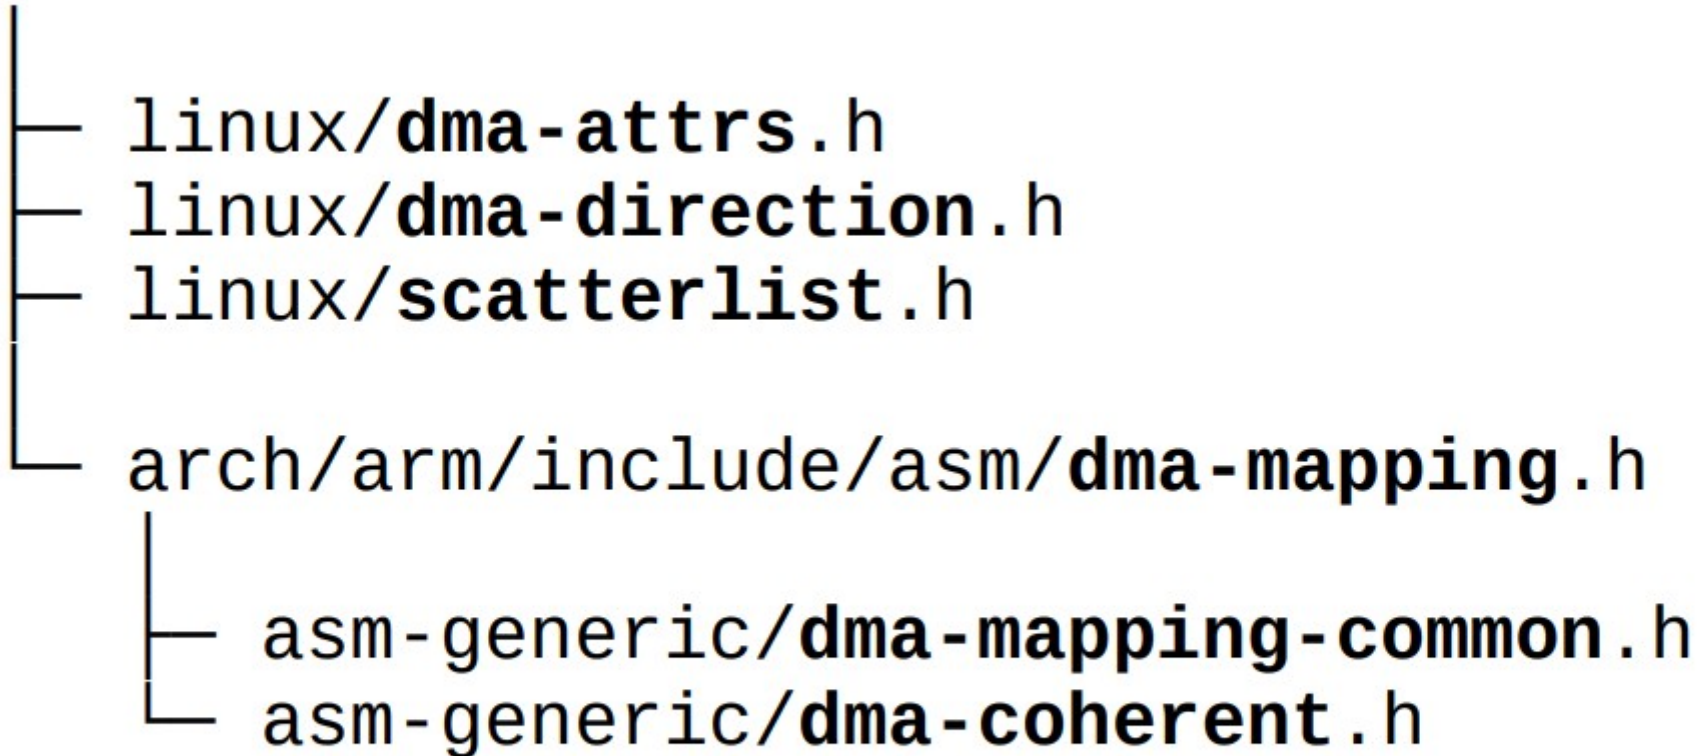 linux/dma-attrs.h
linux/dma-direction.h
linux/scatterlist.h
arch/arm/include/asm/dma-mapping.h
asm-generic/dma-mapping-common.h
asm-generic/dma-coherent.h